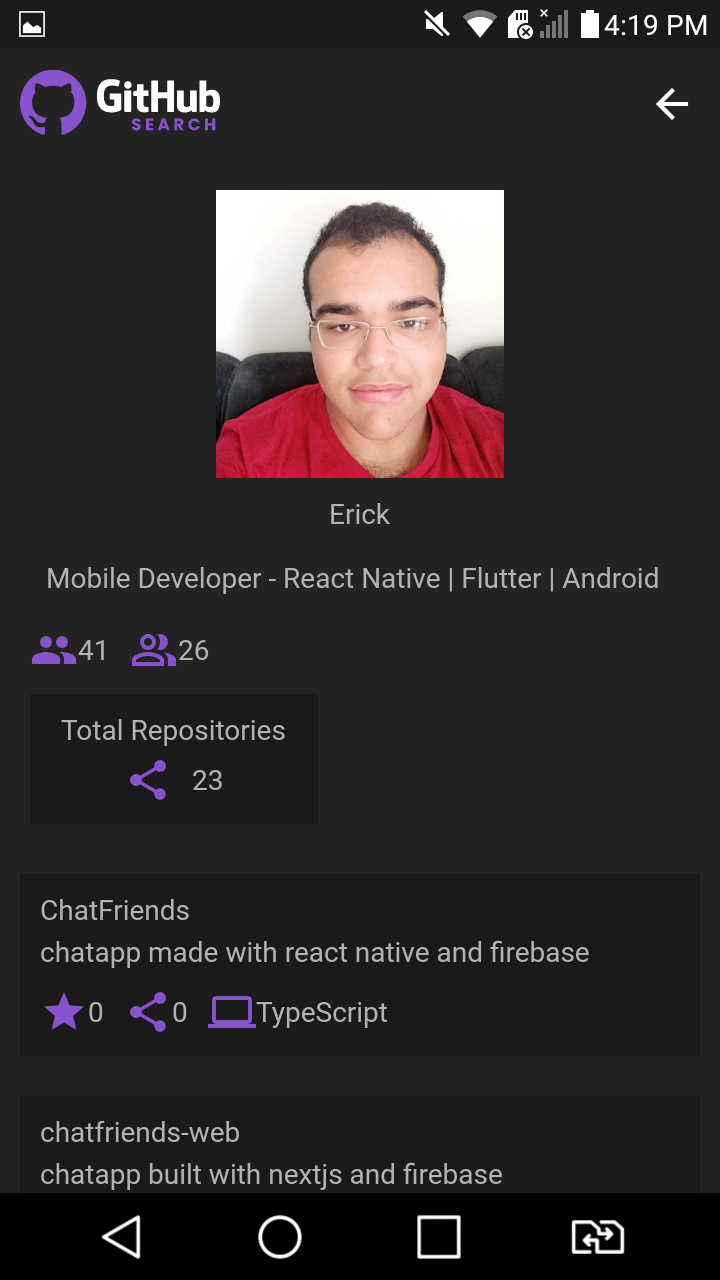 4:19 PM
GitHub
SEARCH
Erick
Mobile Developer - React Native | Flutter | Android
41 26
Total Repositories
23
ChatFriends
chatapp made with react native and firebase
0 0 TypeScript
chatfriends-web
chatapp built with nextjs and firebase